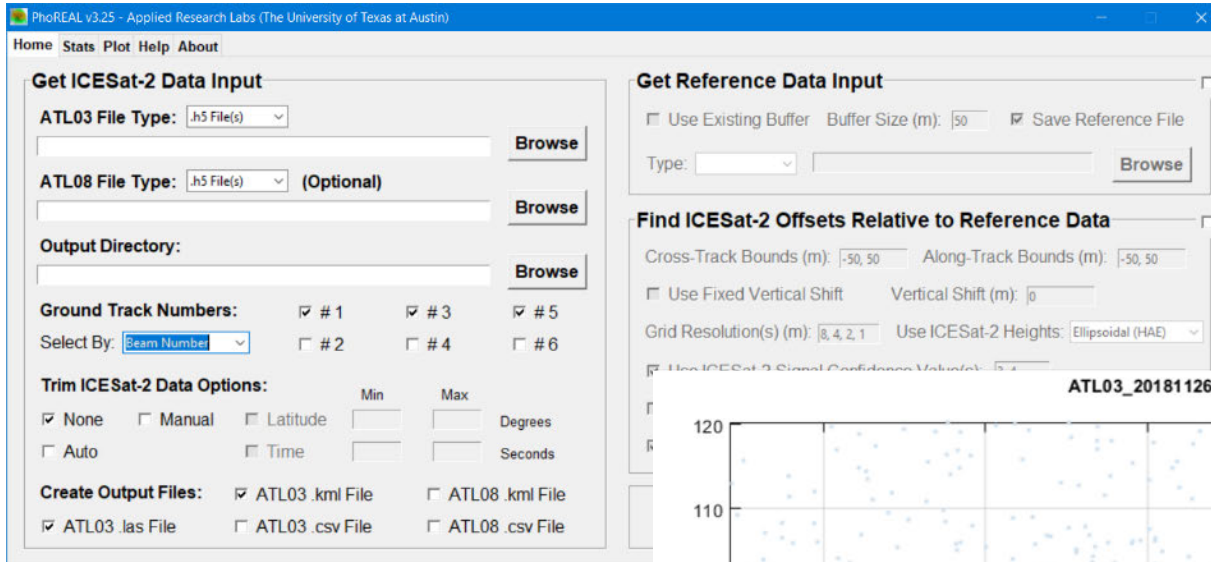 PhoREAL v3.25 - Applied Research Labs (The University of Texas at Austin)
Home Stats Plot Help About
Get ICESat-2 Data Input
ATL03 File Type: .h5 File(s)
Browse
ATL08 File Type: .h5 File(s) (Optional)
Browse
Output Directory:
Browse
Ground Track Numbers: #1 #3 #5
Select By: Beam Number #2 #4 #6
Trim ICESat-2 Data Options: Min Max
None Manual Latitude Degrees
Auto Time Seconds
Create Output Files: ATL03 .kml File ATL08 .kml File
ATL03 .las File ATL03 .csv File ATL08 .csv File
Get Reference Data Input
Use Existing Buffer Buffer Size (m): 50 Save Reference File
Type: Browse
Find ICESat-2 Offsets Relative to Reference Data
Cross-Track Bounds (m): -50, 50 Along-Track Bounds (m): -50, 50
Use Fixed Vertical Shift Vertical Shift (m): 0
Grid Resolution(s) (m): 8, 4, 2, 1 Use ICESat-2 Heights: Ellipsoidal (HAE)
Use ICESat-2 Signal Confidence Value(s):
ATL03_20181126
120
110